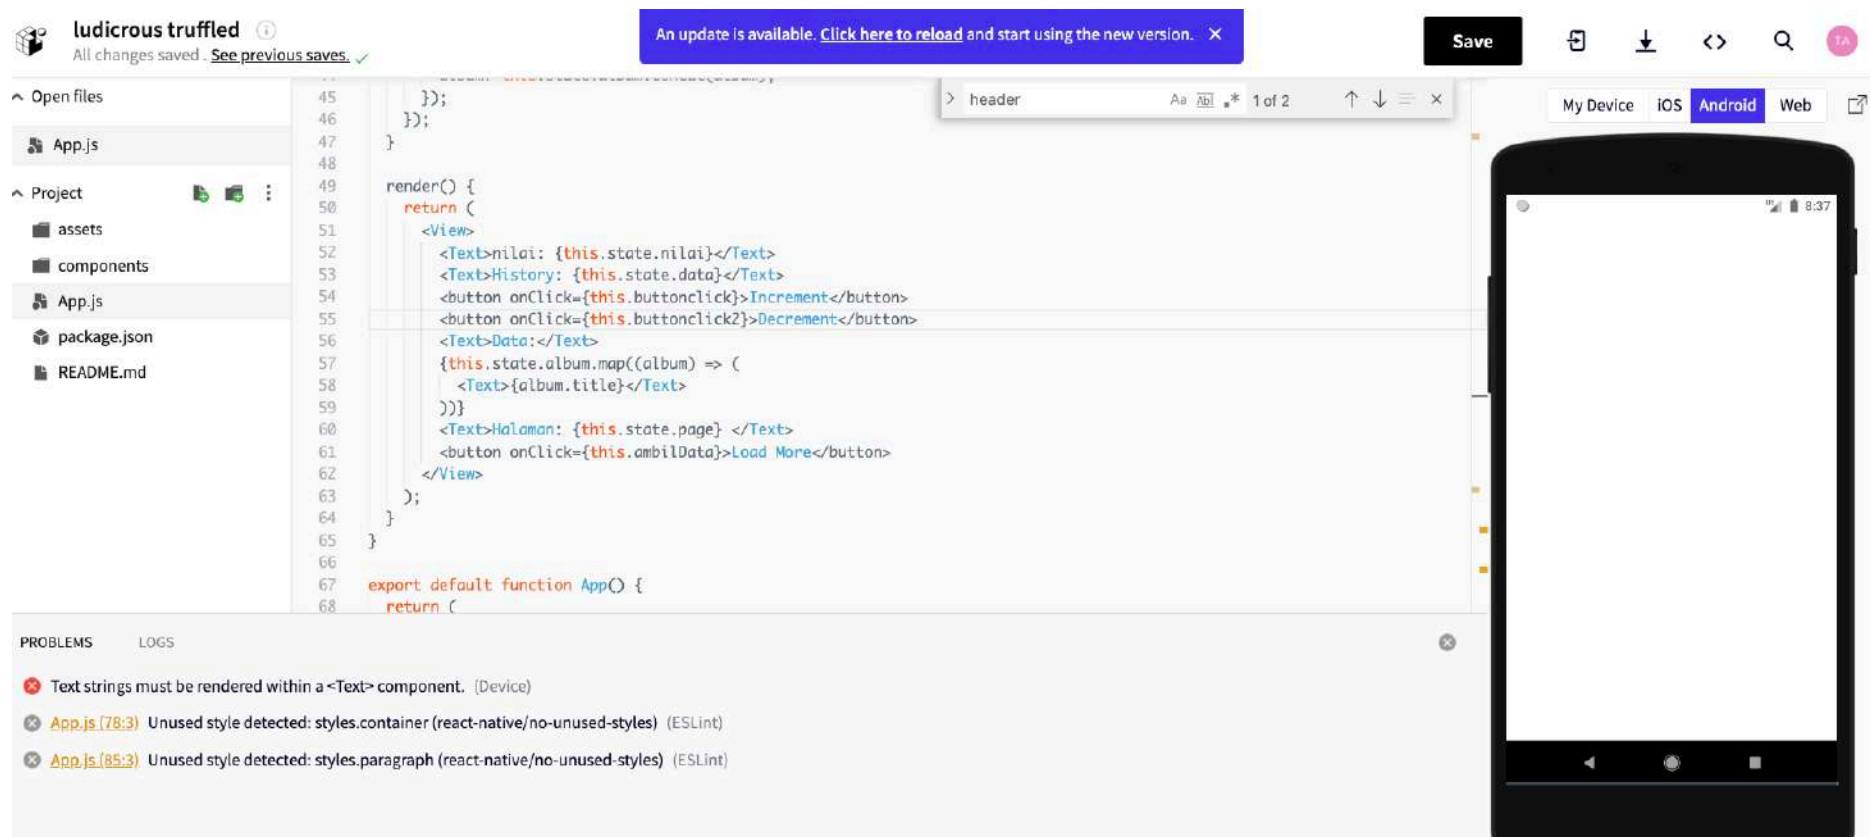 ludicrous truffled
All changes saved . See previous saves.
An update is available. Click here to reload and start using the new version.
Save
TA
Open files
App.js
Project
assets
components
App.js
package.json
README.md
header
Aa Abl .* 1 of 2
45 });
46 });
47 }
48
49 render() {
50 return (
51 <View>
52 <Text>nilai: {this.state.nilai}</Text>
53 <Text>History: {this.state.data}</Text>
54 <button onClick={this.buttonclick}>Increment</button>
55 <button onClick={this.buttonclick2}>Decrement</button>
56 <Text>Data:</Text>
57 {this.state.album.map((album) => (
58 <Text>{album.title}</Text>
59 ))}
60 <Text>Halaman: {this.state.page} </Text>
61 <button onClick={this.ambilData}>Load More</button>
62 </View>
63 );
64 }
65 }
66
67 export default function App() {
68 return (
My Device iOS Android Web
8:37
PROBLEMS LOGS
Text strings must be rendered within a <Text> component. (Device)
App.js (78:3) Unused style detected: styles.container (react-native/no-unused-styles) (ESLint)
App.js (85:3) Unused style detected: styles.paragraph (react-native/no-unused-styles) (ESLint)